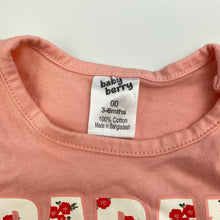 baby
berry
00
3-6mths
100% Cotton
Made in Bangladesh